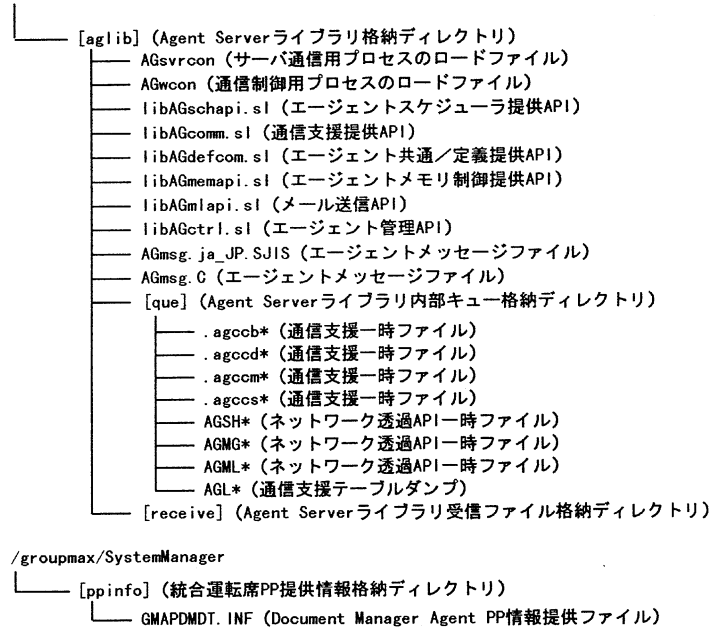 [aglib] (Agent Serverライブラリ格納ディレクトリ)
AGsvrcon (サーバ通信用プロセスのロードファイル)
AGwcon (通信制御用プロセスのロードファイル)
libAGschapi.sl (エージェントスケジューラ提供API)
libAGcomm.sl (通信支援提供API)
libAGdefcom.sl (エージェント共通/定義提供API)
libAGmemapi.sl (エージェントメモリ制御提供API)
libAGmlapi.sl (メール送信API)
libAGctrl.sl (エージェント管理API)
AGmsg.ja_JP.SJIS (エージェントメッセージファイル)
AGmsg.C (エージェントメッセージファイル)
[que] (Agent Serverライブラリ内部キュー格納ディレクトリ)
.agccb* (通信支援一時ファイル)
.agccd* (通信支援一時ファイル)
.agccm* (通信支援一時ファイル)
.agccs* (通信支援一時ファイル)
AGSH* (ネットワーク透過API一時ファイル)
AGMG* (ネットワーク透過API一時ファイル)
AGML* (ネットワーク透過API一時ファイル)
AGL* (通信支援テーブルダンプ)
[receive] (Agent Serverライブラリ受信ファイル格納ディレクトリ)
/groupmax/SystemManager
[ppinfo] (統合運転席PP提供情報格納ディレクトリ)
GMAPDMDT.INF (Document Manager Agent PP情報提供ファイル)